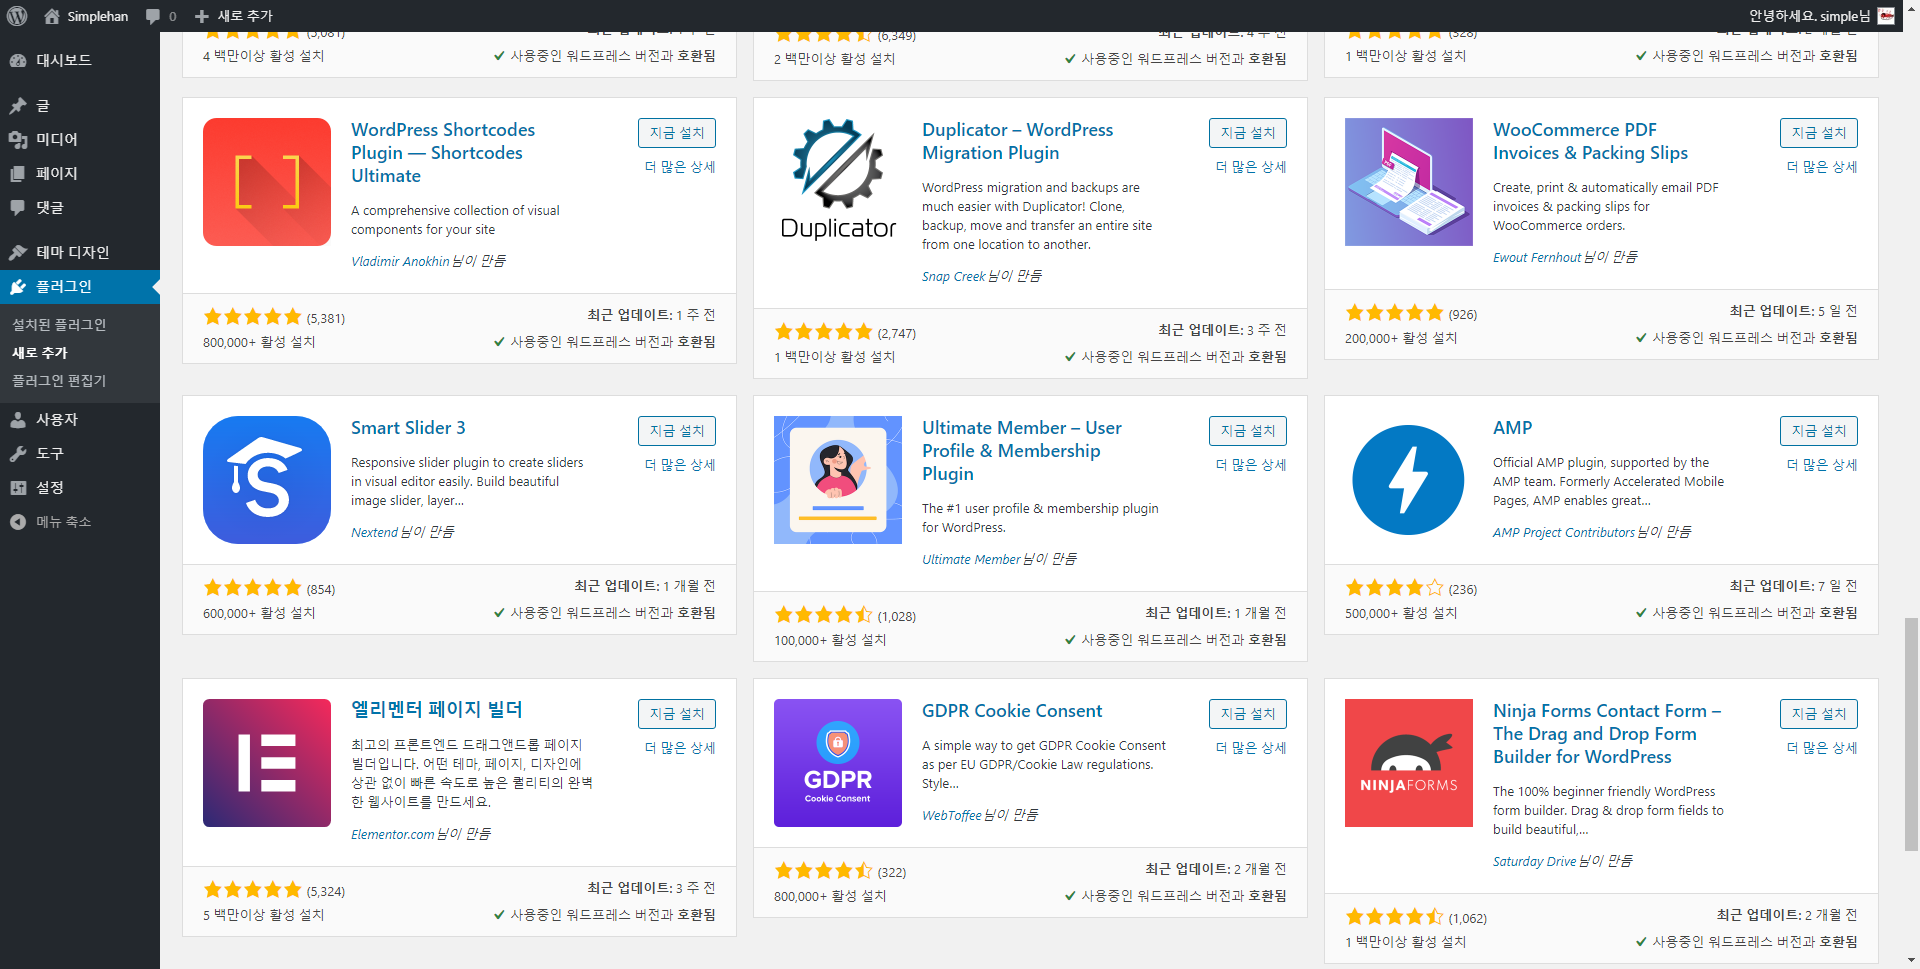 Simplehan
0
새로 추가
안녕하세요. simple님
대시보드
글
미디어
페이지
댓글
테마 디자인
플러그인
설치된 플러그인
새로 추가
플러그인 편집기
사용자
도구
설정
메뉴 축소
(5,081)
4 백만이상 활성 설치
사용중인 워드프레스 버전과 호환됨
(6,349)
2 백만이상 활성 설치
사용중인 워드프레스 버전과 호환됨
(328)
1 백만이상 활성 설치
사용중인 워드프레스 버전과 호환됨
WordPress Shortcodes
Plugin — Shortcodes
Ultimate
지금 설치
더 많은 상세
A comprehensive collection of visual
components for your site
Vladimir Anokhin 님이 만듬
(5,381)
최근 업데이트: 1 주 전
800,000+ 활성 설치
사용중인 워드프레스 버전과 호환됨
Duplicator
Duplicator – WordPress
Migration Plugin
지금 설치
더 많은 상세
WordPress migration and backups are
much easier with Duplicator! Clone,
backup, move and transfer an entire site
from one location to another.
Snap Creek 님이 만듬
(2,747)
최근 업데이트: 3 주 전
1 백만이상 활성 설치
사용중인 워드프레스 버전과 호환됨
WooCommerce PDF
Invoices & Packing Slips
지금 설치
더 많은 상세
Create, print & automatically email PDF
invoices & packing slips for
WooCommerce orders.
Ewout Fernhout 님이 만듬
(926)
최근 업데이트: 5 일 전
200,000+ 활성 설치
사용중인 워드프레스 버전과 호환됨
Smart Slider 3
지금 설치
더 많은 상세
Responsive slider plugin to create sliders
in visual editor easily. Build beautiful
image slider, layer...
Nextend 님이 만듬
(854)
최근 업데이트: 1 개월 전
600,000+ 활성 설치
사용중인 워드프레스 버전과 호환됨
Ultimate Member – User
Profile & Membership
Plugin
지금 설치
더 많은 상세
The #1 user profile & membership plugin
for WordPress.
Ultimate Member 님이 만듬
(1,028)
최근 업데이트: 1 개월 전
100,000+ 활성 설치
사용중인 워드프레스 버전과 호환됨
AMP
지금 설치
더 많은 상세
Official AMP plugin, supported by the
AMP team. Formerly Accelerated Mobile
Pages, AMP enables great...
AMP Project Contributors 님이 만듬
(236)
최근 업데이트: 7 일 전
500,000+ 활성 설치
사용중인 워드프레스 버전과 호환됨
엘리멘터 페이지 빌더
지금 설치
더 많은 상세
최고의 프론트엔드 드래그앤드롭 페이지
빌더입니다. 어떤 테마, 페이지, 디자인에
상관 없이 빠른 속도로 높은 퀄리티의 완벽
한 웹사이트를 만드세요.
Elementor.com 님이 만듬
(5,324)
최근 업데이트: 3 주 전
5 백만이상 활성 설치
사용중인 워드프레스 버전과 호환됨
GDPR
Cookie Consent
GDPR Cookie Consent
지금 설치
더 많은 상세
A simple way to get GDPR Cookie Consent
as per EU GDPR/Cookie Law regulations.
Style...
WebToffee 님이 만듬
(322)
최근 업데이트: 2 개월 전
800,000+ 활성 설치
사용중인 워드프레스 버전과 호환됨
NINJAFORMS
Ninja Forms Contact Form –
The Drag and Drop Form
Builder for WordPress
지금 설치
더 많은 상세
The 100% beginner friendly WordPress
form builder. Drag & drop form fields to
build beautiful,...
Saturday Drive 님이 만듬
(1,062)
최근 업데이트: 2 개월 전
1 백만이상 활성 설치
사용중인 워드프레스 버전과 호환됨